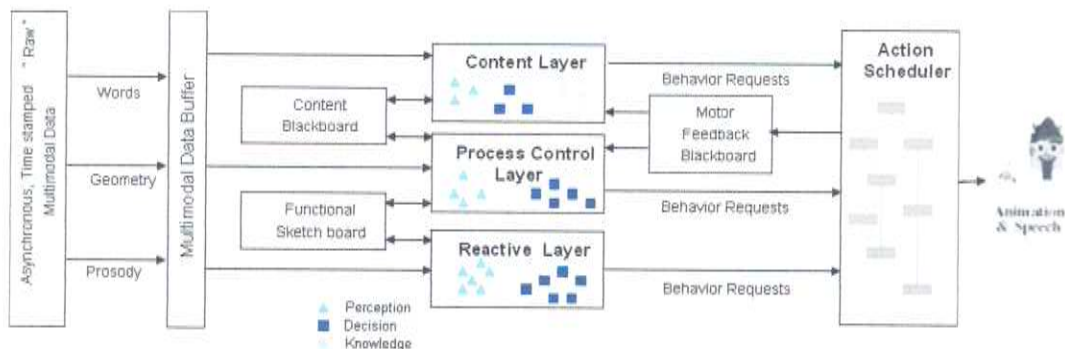 Asynchronous, Time stamped " Raw "
Multimodal Data
Words
Geometry
Prosody
Multimodal Data Buffer
Content
Blackboard
Functional
Sketch board
Content Layer
Process Control
Layer
Reactive Layer
Behavior Requests
Motor
Feedback
Blackboard
Behavior Requests
Behavior Requests
Action
Scheduler
Animation
& Speech
Perception
Decision
Knowledge